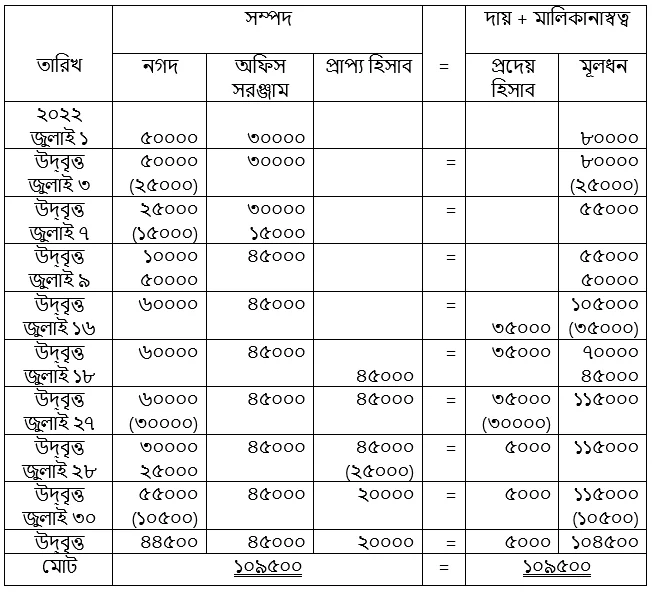 সম্পদ দায় + মালিকানাস্বত্ব
তারিখ নগদ অফিস সরঞ্জাম প্রাপ্য হিসাব = প্রদেয় হিসাব মূলধন
২০২২
জুলাই ১ ৫০০০০ ৩০০০০ ৮০০০০
উদ্‌বৃত্ত ৫০০০০ ৩০০০০ = ৮০০০০
জুলাই ৩ (২৫০০০) (২৫০০০)
উদ্‌বৃত্ত ২৫০০০ ৩০০০০ = ৫৫০০০
জুলাই ৭ (১৫০০০) ১৫০০০
উদ্‌বৃত্ত ১০০০০ ৪৫০০০ = ৫৫০০০
জুলাই ৯ ৫০০০০ ৫০০০০
উদ্‌বৃত্ত ৬০০০০ ৪৫০০০ = ১০৫০০০
জুলাই ১৬ ৩৫০০০ (৩৫০০০)
উদ্‌বৃত্ত ৬০০০০ ৪৫০০০ = ৩৫০০০ ৭০০০০
জুলাই ১৮ ৪৫০০০ ৪৫০০০
উদ্‌বৃত্ত ৬০০০০ ৪৫০০০ ৪৫০০০ = ৩৫০০০ ১১৫০০০
জুলাই ২৭ (৩০০০০) (৩০০০০)
উদ্‌বৃত্ত ৩০০০০ ৪৫০০০ ৪৫০০০ = ৫০০০ ১১৫০০০
জুলাই ২৮ ২৫০০০ (২৫০০০)
উদ্‌বৃত্ত ৫৫০০০ ৪৫০০০ ২০০০০ = ৫০০০ ১১৫০০০
জুলাই ৩০ (১০৫০০) (১০৫০০)
উদ্‌বৃত্ত ৪৪৫০০ ৪৫০০০ ২০০০০ = ৫০০০ ১০৪৫০০
মোট ১০৯৫০০ = ১০৯৫০০